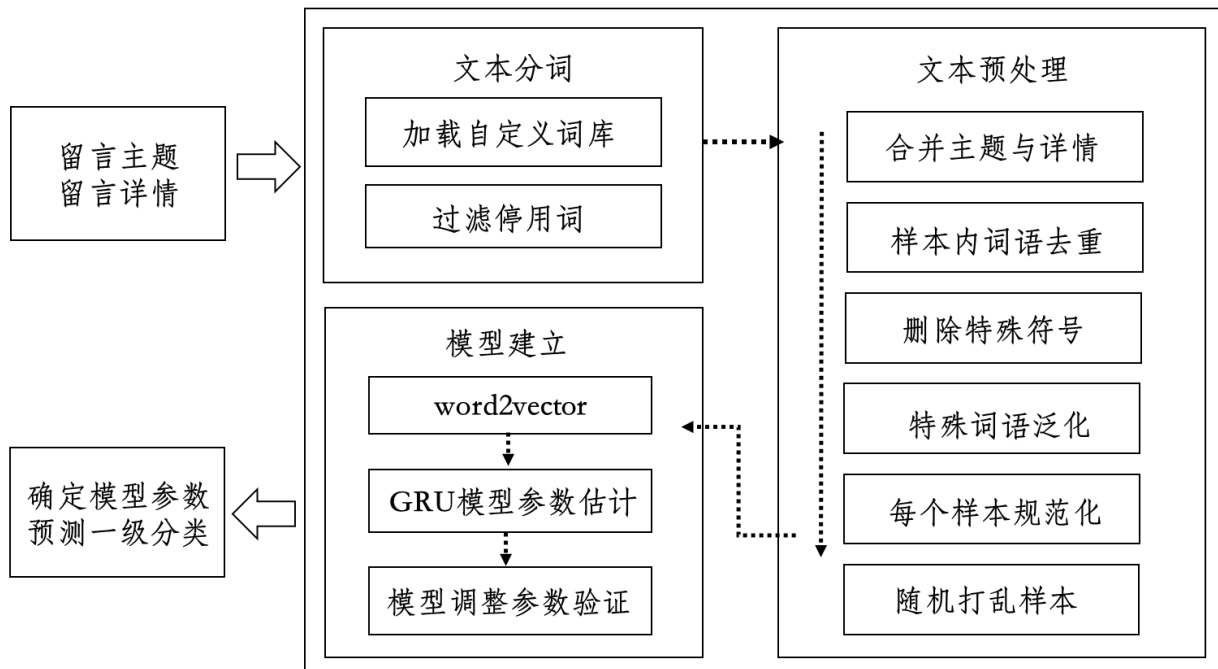 留言主题
留言详情
文本分词
加载自定义词库
过滤停用词
文本预处理
合并主题与详情
样本内词语去重
删除特殊符号
特殊词语泛化
每个样本规范化
随机打乱样本
模型建立
word2vector
GRU模型参数估计
模型调整参数验证
确定模型参数
预测一级分类